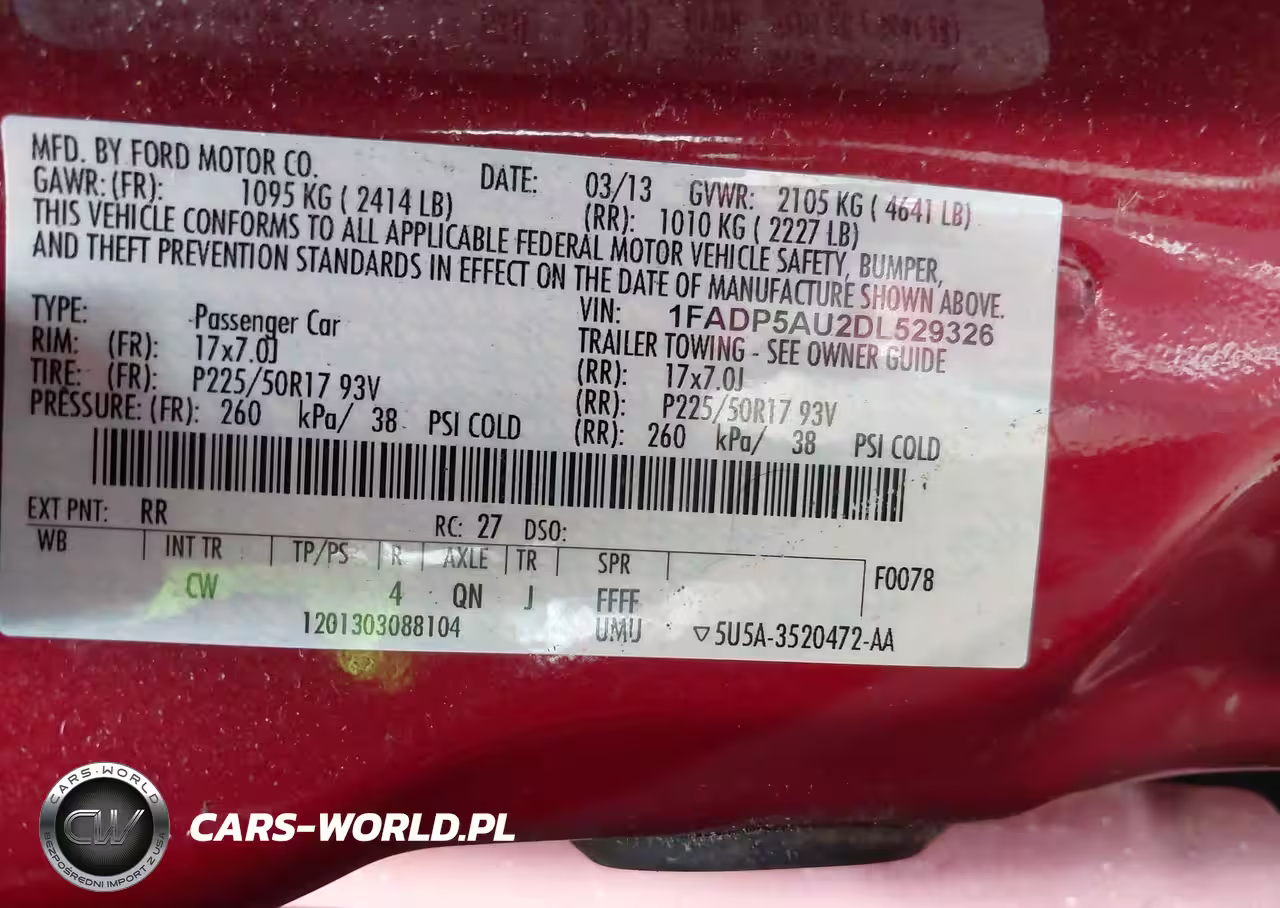 MFD. BY FORD MOTOR CO.
DATE: 03/13 GVWR: 2105 KG ( 4641 LB)
GAWR: (FR): 1095 KG ( 2414 LB) (RR): 1010 KG ( 2227 LB)
THIS VEHICLE CONFORMS TO ALL APPLICABLE FEDERAL MOTOR VEHICLE SAFETY, BUMPER,
AND THEFT PREVENTION STANDARDS IN EFFECT ON THE DATE OF MANUFACTURE SHOWN ABOVE.
TYPE: Passenger Car VIN: 1FADP5AU2DL529326
TRAILER TOWING - SEE OWNER GUIDE
RIM: (FR): 17x7.0J (RR): 17x7.0J
TIRE: (FR): P225/50R17 93V (RR): P225/50R17 93V
PRESSURE: (FR): 260 kPa/ 38 PSI COLD (RR): 260 kPa/ 38 PSI COLD
EXT PNT: RR RC: 27 DSO:
WB INT TR TP/PS R AXLE TR SPR
F0078
CW 4 QN J FFFF
1201303088104 UMU ▽5U5A-3520472-AA
CARS-WORLD
CW
BEZPOŚREDNI IMPORT Z USA
CARS-WORLD.PL